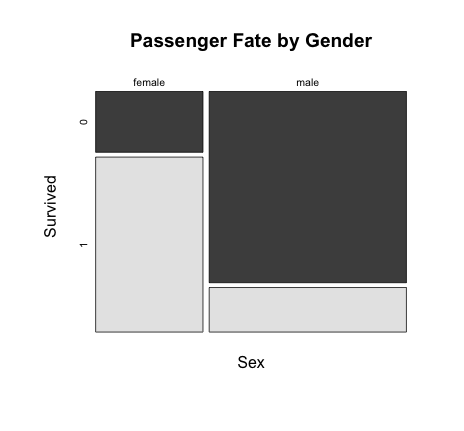 Passenger Fate by Gender
female male
0
Survived
1
Sex